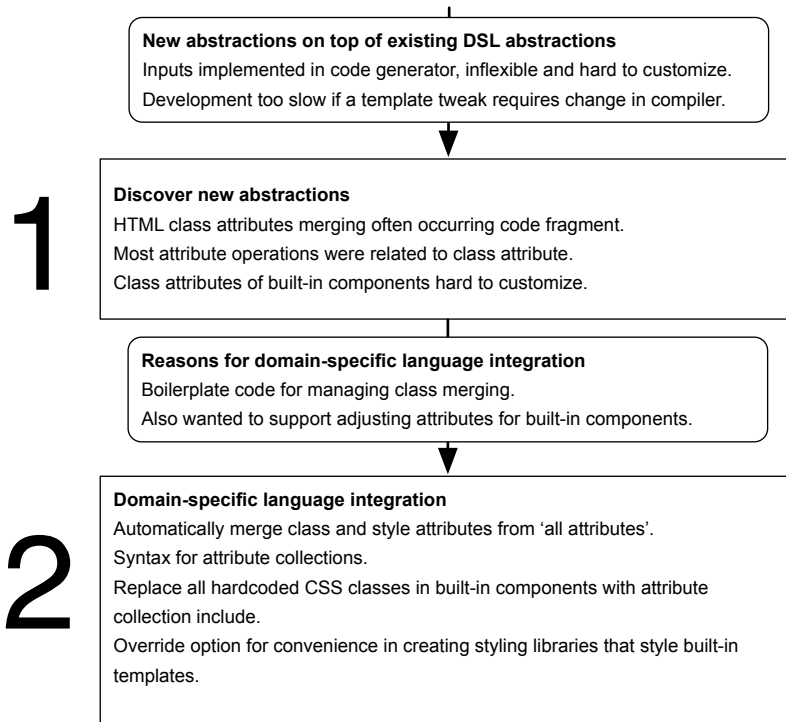 New abstractions on top of existing DSL abstractions
Inputs implemented in code generator, inflexible and hard to customize.
Development too slow if a template tweak requires change in compiler.
1
Discover new abstractions
HTML class attributes merging often occurring code fragment.
Most attribute operations were related to class attribute.
Class attributes of built-in components hard to customize.
Reasons for domain-specific language integration
Boilerplate code for managing class merging.
Also wanted to support adjusting attributes for built-in components.
2
Domain-specific language integration
Automatically merge class and style attributes from ‘all attributes’.
Syntax for attribute collections.
Replace all hardcoded CSS classes in built-in components with attribute
collection include.
Override option for convenience in creating styling libraries that style built-in
templates.